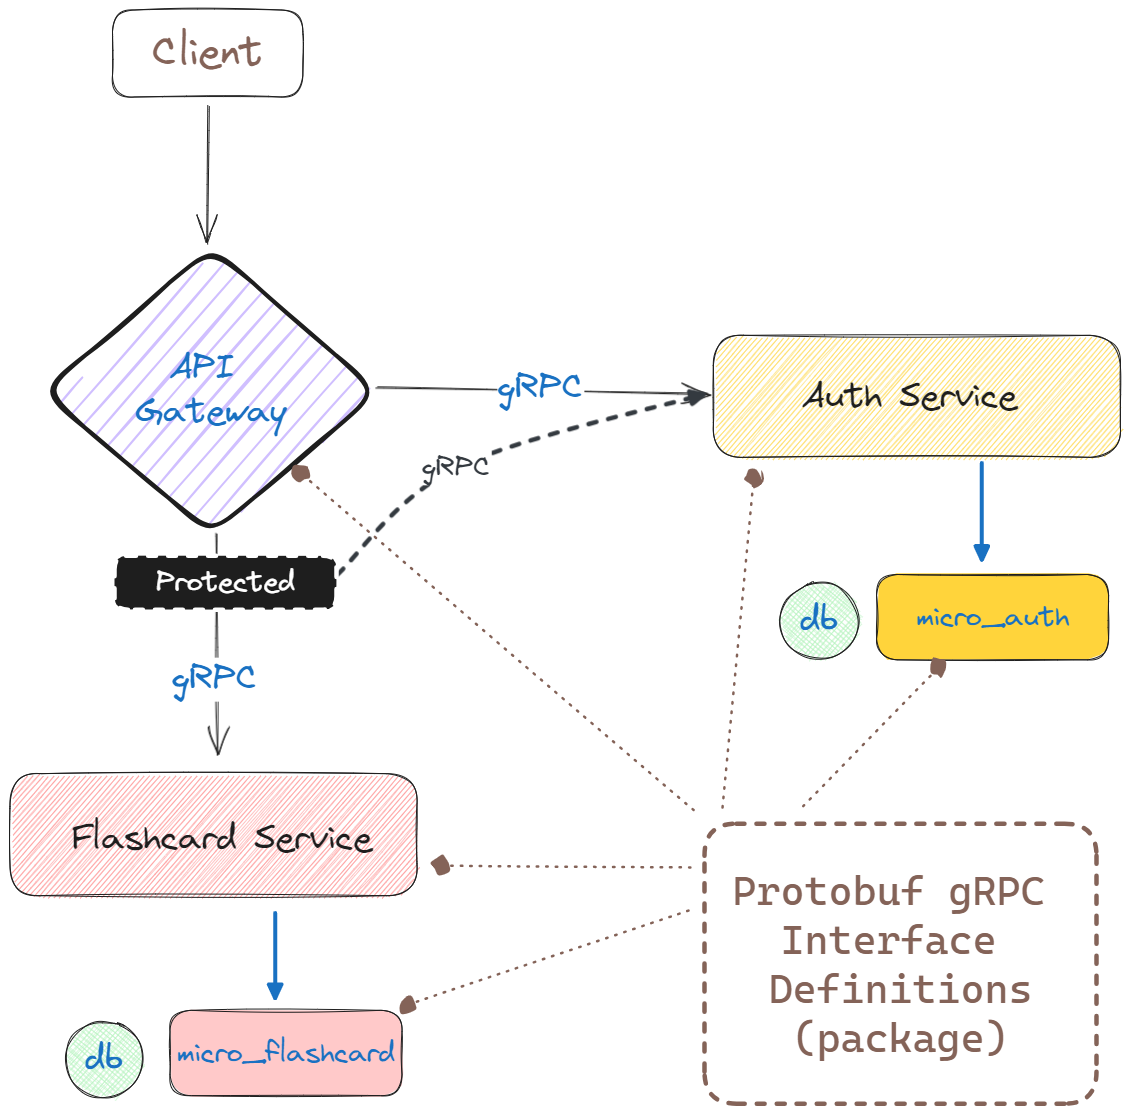 Client
API
Gateway
gRPC
Auth Service
gRPC
Protected
db
micro_auth
gRPC
Flashcard Service
Protobuf gRPC
Interface
Definitions
(package)
db
micro_flashcard